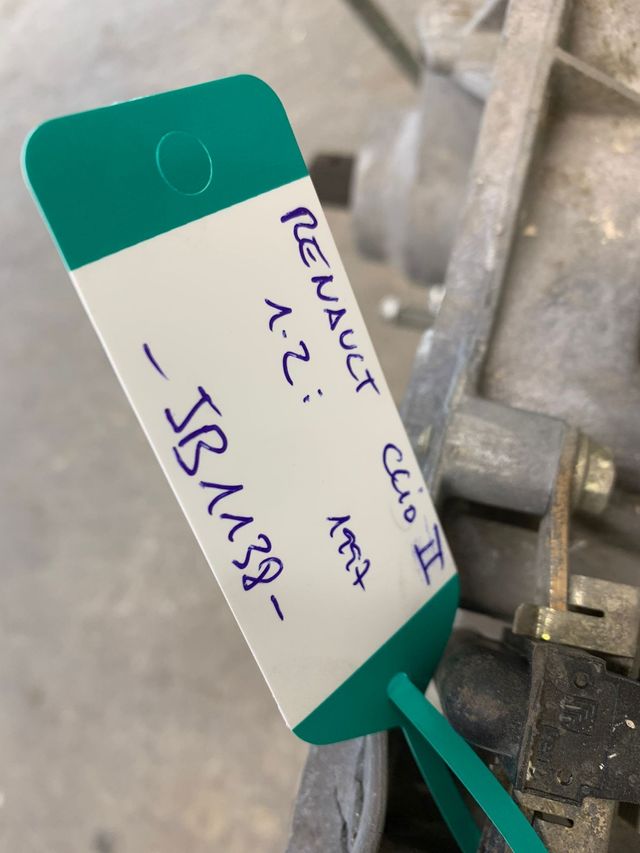 RENAULT Clio II
1.2i 1997
- JB1138 -